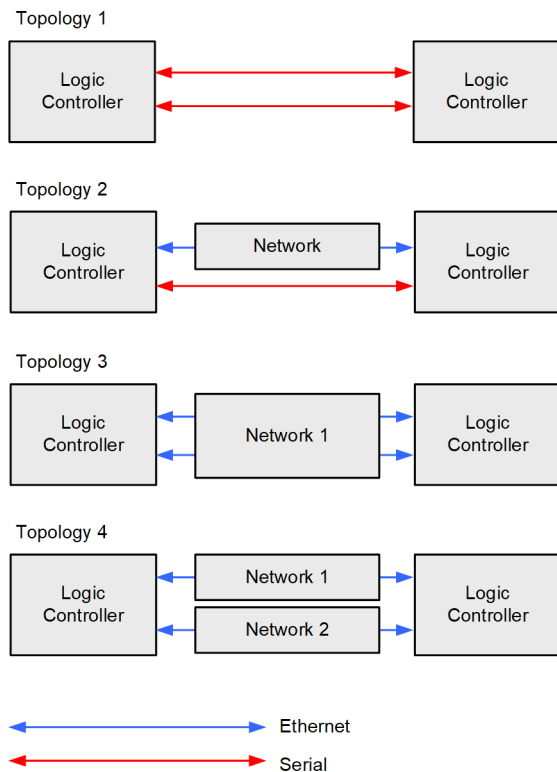 Topology 1
Logic
Controller
Logic
Controller
Topology 2
Logic
Controller
Network
Logic
Controller
Topology 3
Logic
Controller
Network 1
Logic
Controller
Topology 4
Logic
Controller
Network 1
Network 2
Logic
Controller
Ethernet
Serial